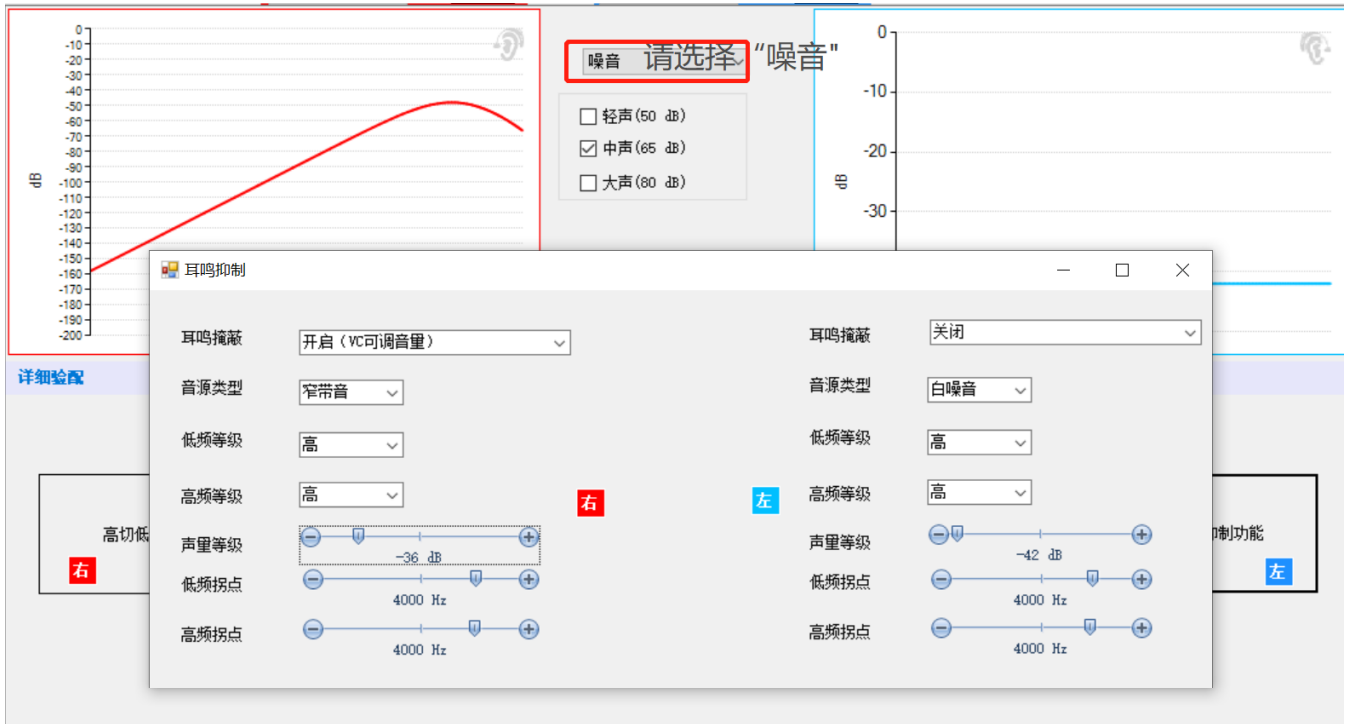 0
-10
-20
-30
-40
-50
-60
-70
-80
-90
-100
-110
-120
-130
-140
-150
-160
-170
-180
-190
-200
dB
噪音
请选择“噪音"
轻声(50 dB)
中声(65 dB)
大声(80 dB)
0
-10
-20
-30
dB
详细验配
高切低
右
耳鸣抑制
耳鸣掩蔽 开启（VC可调音量）
音源类型 窄带音
低频等级 高
高频等级 高
声量等级
-36 dB
低频拐点
4000 Hz
高频拐点
4000 Hz
右
左
耳鸣掩蔽 关闭
音源类型 白噪音
低频等级 高
高频等级 高
声量等级
-42 dB
低频拐点
4000 Hz
高频拐点
4000 Hz
制功能
左